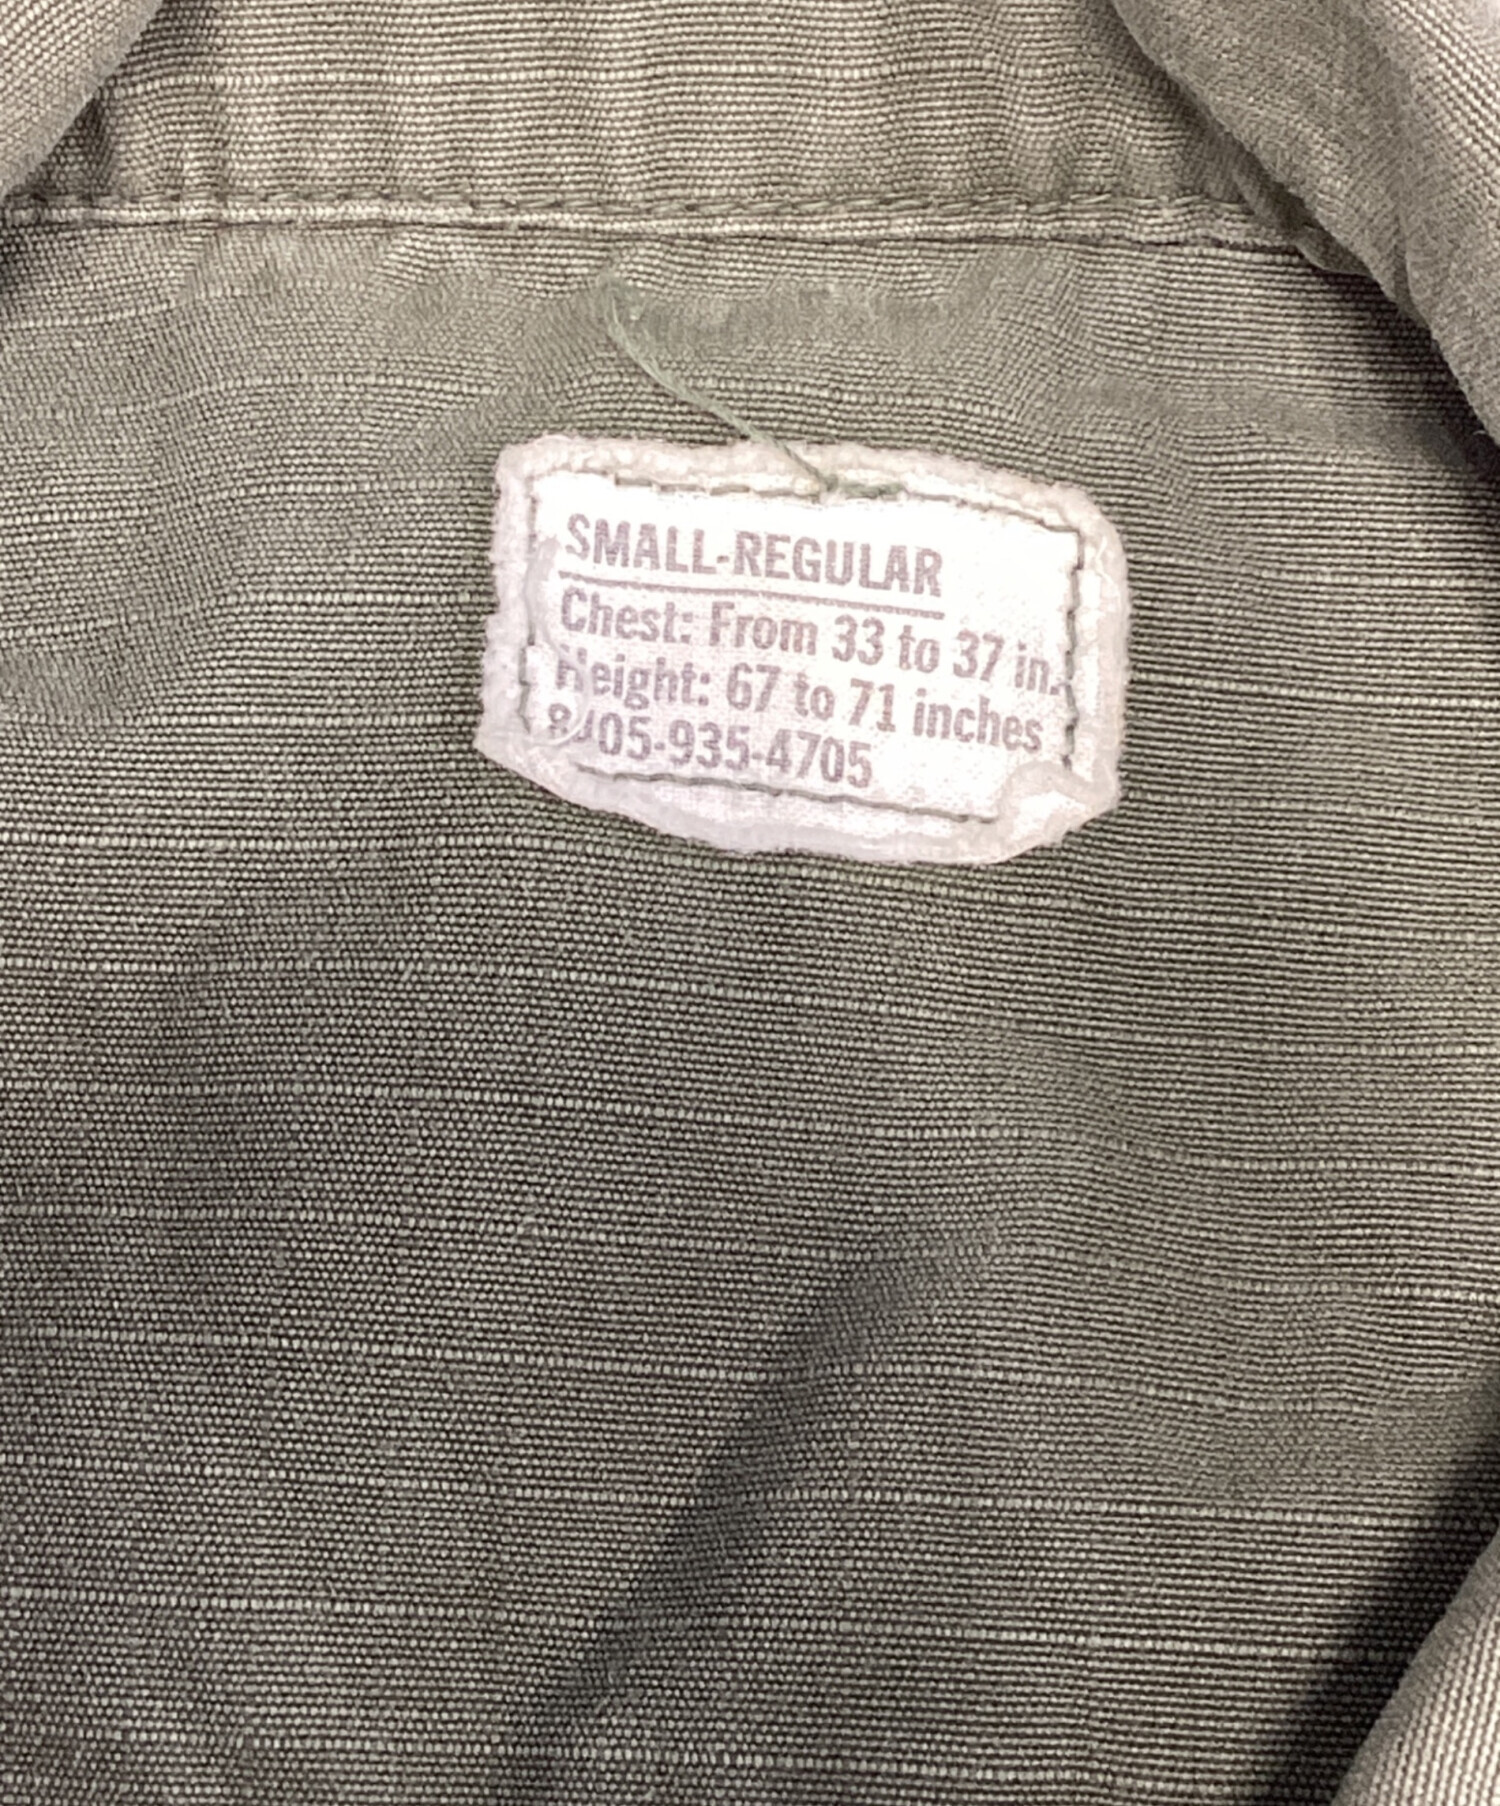 SMALL-REGULAR
Chest: From 33 to 37 in.
Height: 67 to 71 inches
8405-935-4705